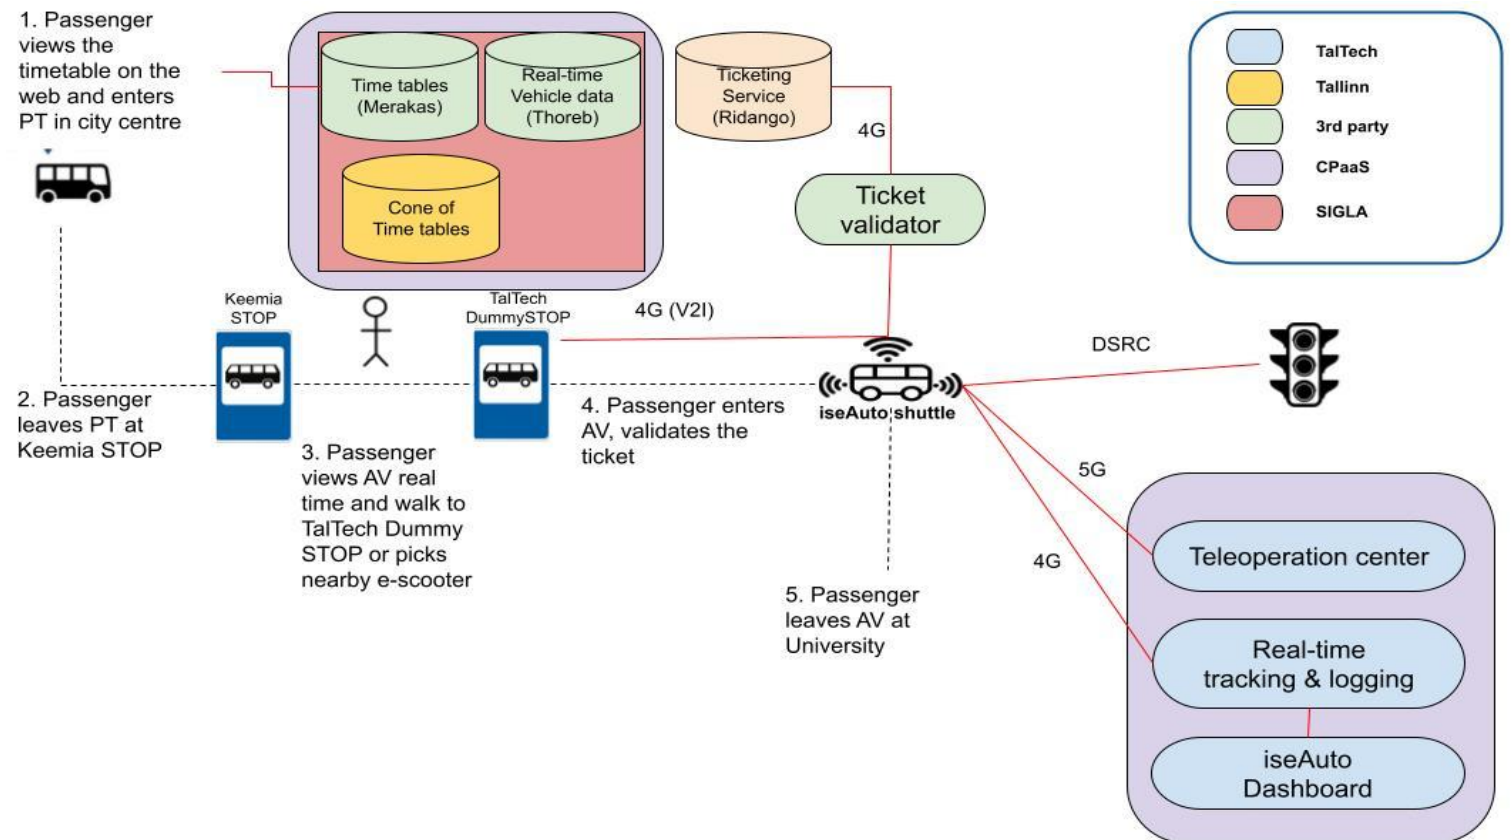 1. Passenger
views the
timetable on the
web and enters
PT in city centre
Time tables
(Merakas)
Real-time
Vehicle data
(Thoreb)
Cone of
Time tables
Ticketing
Service
(Ridango)
4G
Ticket
validator
TalTech
Tallinn
3rd party
CPaaS
SIGLA
Keemia
STOP
TalTech
DummySTOP
4G (V2I)
DSRC
iseAuto shuttle
2. Passenger
leaves PT at
Keemia STOP
3. Passenger
views AV real
time and walk to
TalTech Dummy
STOP or picks
nearby e-scooter
4. Passenger enters
AV, validates the
ticket
5. Passenger
leaves AV at
University
5G
4G
Teleoperation center
Real-time
tracking & logging
iseAuto
Dashboard